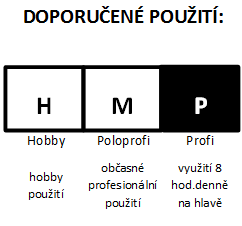 DOPORUČENÉ POUŽITÍ:
H M P
Hobby Poloprofi Profi
hobby občasné využití 8
použití profesionální hod.denně
použití na hlavě